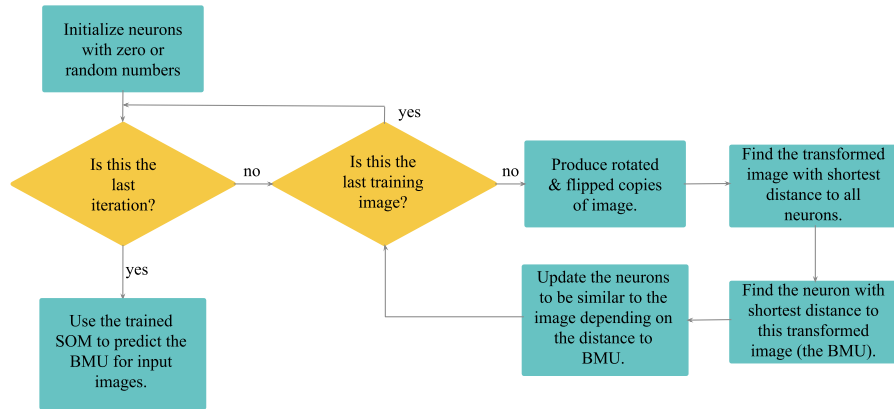 Initialize neurons
with zero or
random numbers
yes
Is this the
last
iteration?
no
Is this the
last training
image?
no
Produce rotated
& flipped copies
of image.
Find the transformed
image with shortest
distance to all
neurons.
yes
Use the trained
SOM to predict the
BMU for input
images.
Update the neurons
to be similar to the
image depending on
the distance to
BMU.
Find the neuron with
shortest distance to
this transformed
image (the BMU).